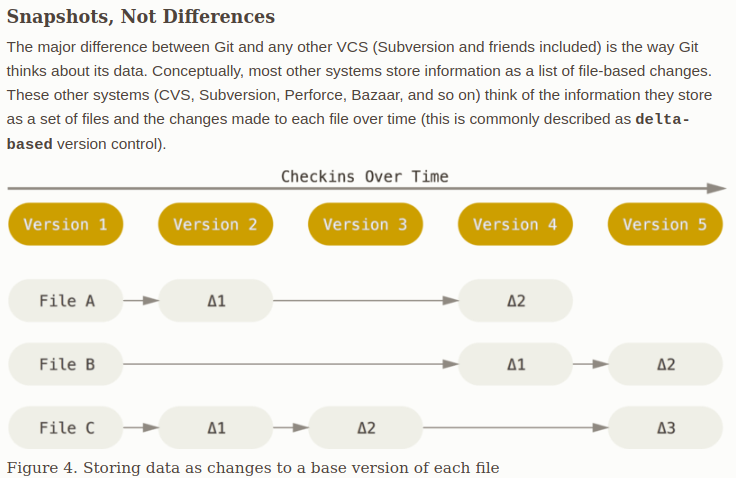 Snapshots, Not Differences
The major difference between Git and any other VCS (Subversion and friends included) is the way Git
thinks about its data. Conceptually, most other systems store information as a list of file-based changes.
These other systems (CVS, Subversion, Perforce, Bazaar, and so on) think of the information they store
as a set of files and the changes made to each file over time (this is commonly described as delta-
based version control).
Checkins Over Time
Version 1 Version 2 Version 3 Version 4 Version 5
File A Δ1 Δ2
File B Δ1 Δ2
File C Δ1 Δ2 Δ3
Figure 4. Storing data as changes to a base version of each file